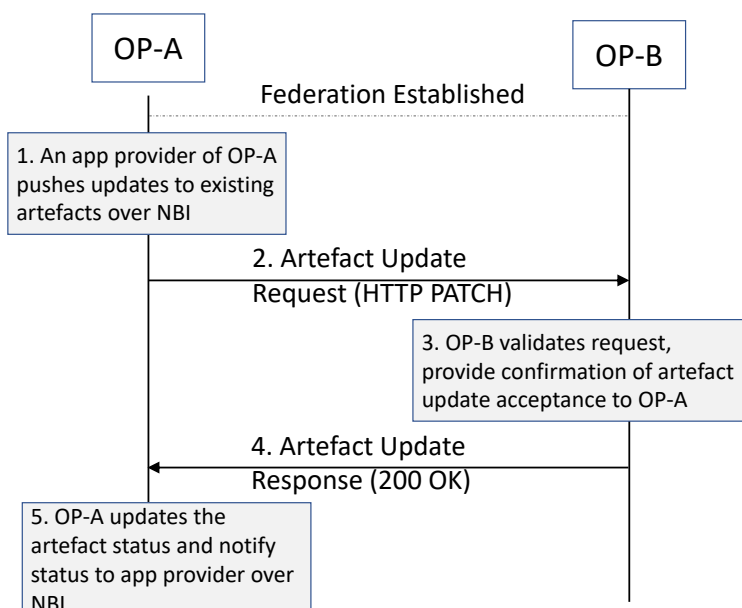 OP-A
OP-B
Federation Established
1. An app provider of OP-A
pushes updates to existing
artefacts over NBI
2. Artefact Update
Request (HTTP PATCH)
3. OP-B validates request,
provide confirmation of artefact
update acceptance to OP-A
4. Artefact Update
Response (200 OK)
5. OP-A updates the
artefact status and notify
status to app provider over
NBI